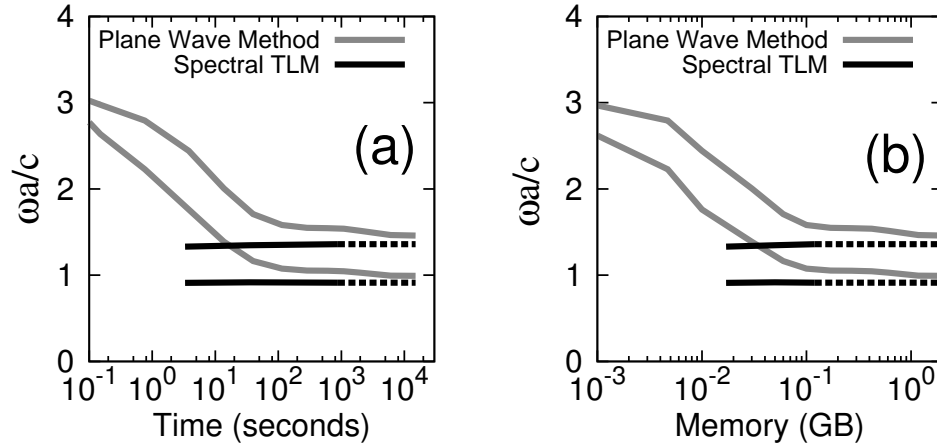 4
3
2
1
0
ωa/c
Plane Wave Method
Spectral TLM
(a)
10^-1 10^0 10^1 10^2 10^3 10^4
Time (seconds)
4
3
2
1
0
ωa/c
Plane Wave Method
Spectral TLM
(b)
10^-3 10^-2 10^-1 10^0
Memory (GB)